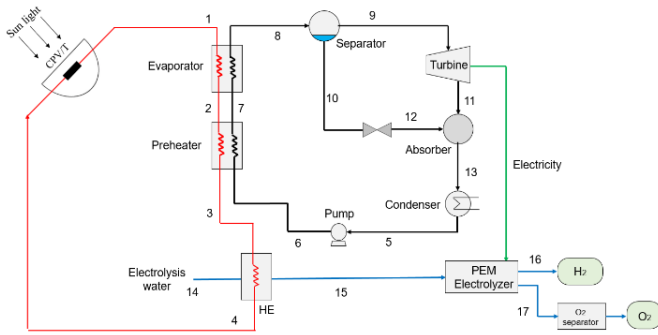 Sun light
CPV/T
1
8
9
Separator
Evaporator
Turbine
2
7
10
12
11
Absorber
Preheater
Electricity
13
Condenser
3
Pump
6
5
Electrolysis
water
14
15
HE
4
PEM
Electrolyzer
16
H₂
17
O₂
separator
O₂